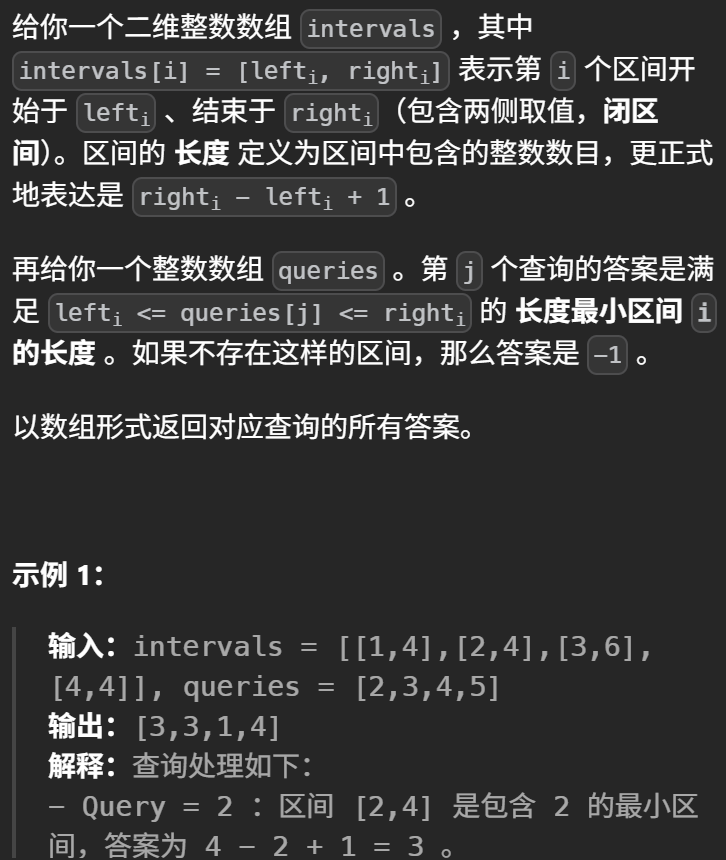 给你一个二维整数数组 intervals ，其中
intervals[i] = [lefti, righti] 表示第 i 个区间开
始于 lefti 、结束于 righti（包含两侧取值，闭区
间）。区间的 长度 定义为区间中包含的整数数目，更正式
地表达是 righti - lefti + 1 。
再给你一个整数数组 queries 。第 j 个查询的答案是满
足 lefti <= queries[j] <= righti 的 长度最小区间 i
的长度 。如果不存在这样的区间，那么答案是 -1 。
以数组形式返回对应查询的所有答案。
示例 1：
输入：intervals = [[1,4],[2,4],[3,6],
[4,4]], queries = [2,3,4,5]
输出：[3,3,1,4]
解释：查询处理如下：
- Query = 2 ：区间 [2,4] 是包含 2 的最小区
间，答案为 4 - 2 + 1 = 3 。